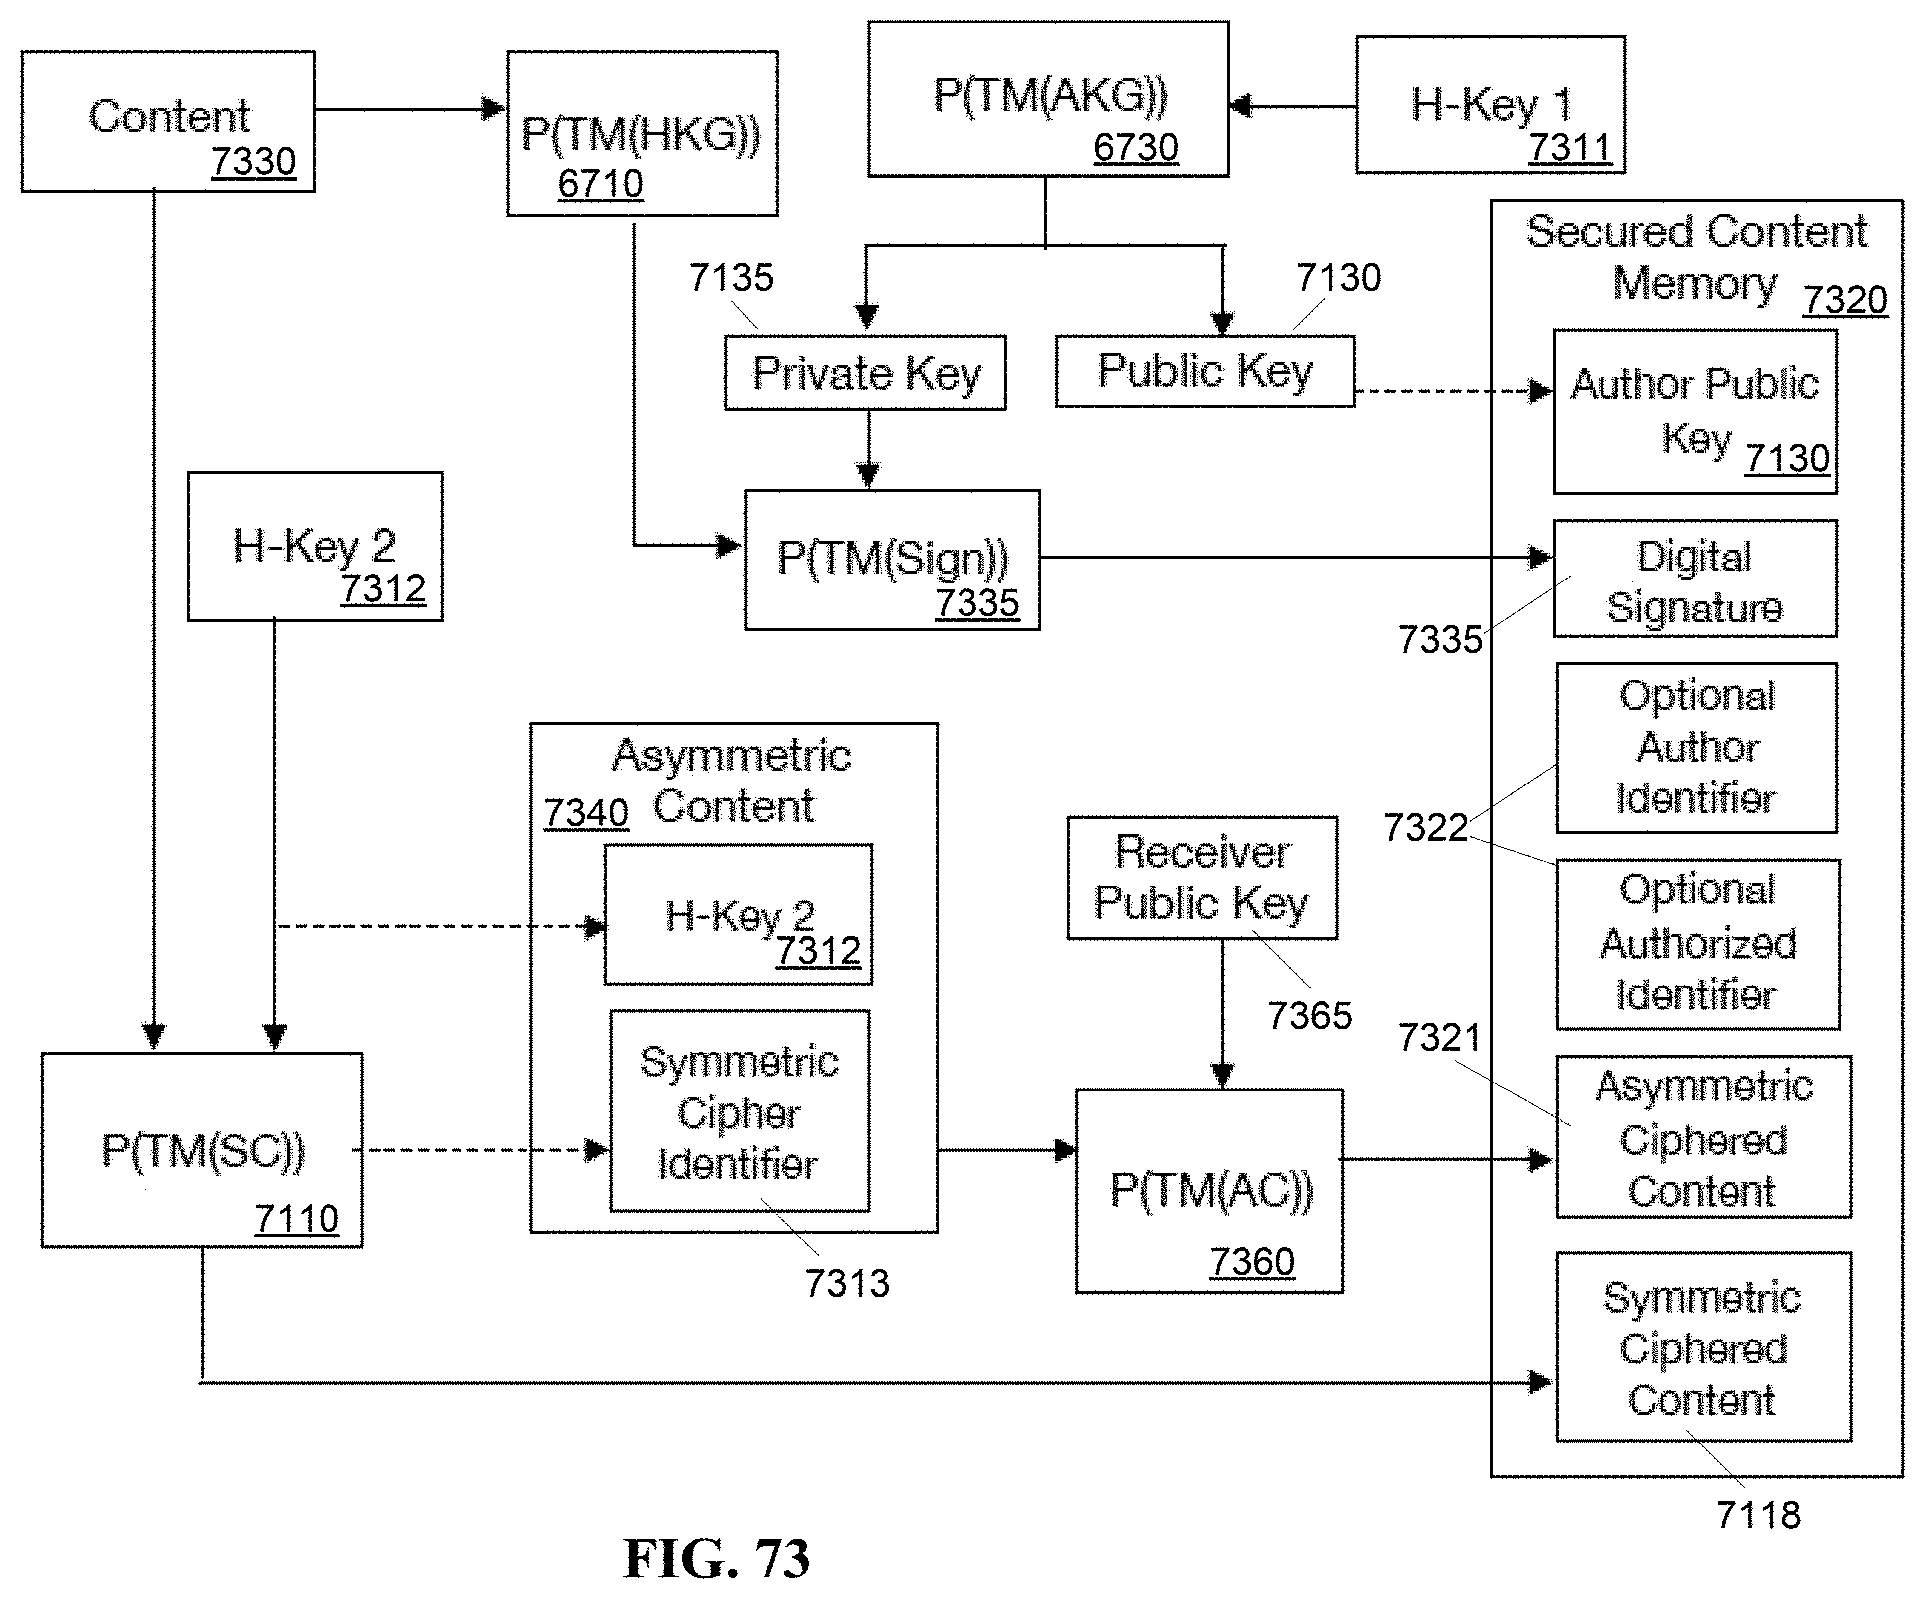 Content
7330
P(TM(HKG))
6710
P(TM(AKG))
6730
H-Key 1
7311
7135
7130
Private Key
Public Key
Secured Content
Memory
7320
Author Public
Key
7130
H-Key 2
7312
P(TM(Sign))
7335
Digital
Signature
7335
Optional
Author
Identifier
7322
Optional
Authorized
Identifier
Asymmetric
Content
7340
H-Key 2
7312
Symmetric
Cipher
Identifier
7313
Receiver
Public Key
7365
P(TM(SC))
7110
P(TM(AC))
7360
7321
Asymmetric
Ciphered
Content
Symmetric
Ciphered
Content
7118
FIG. 73